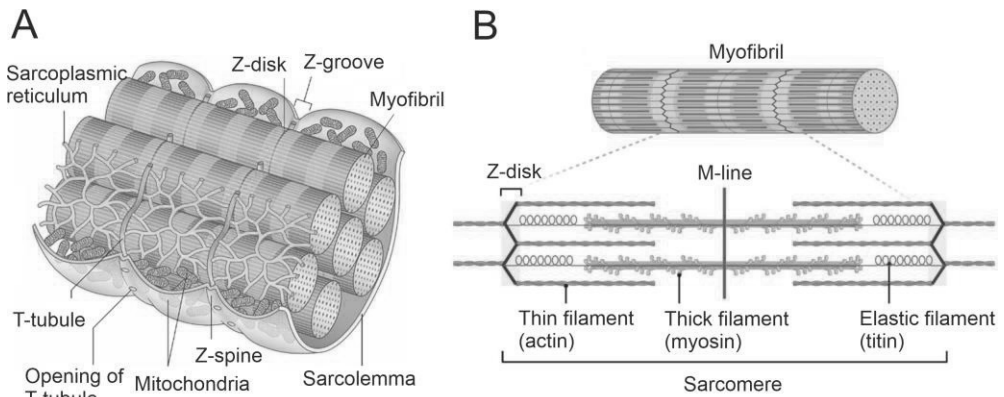 A
Sarcoplasmic
reticulum
Z-disk
Z-groove
Myofibril
T-tubule
Opening of
T-tubule
Mitochondria
Z-spine
Sarcolemma
B
Myofibril
Z-disk
M-line
Thin filament
(actin)
Thick filament
(myosin)
Elastic filament
(titin)
Sarcomere